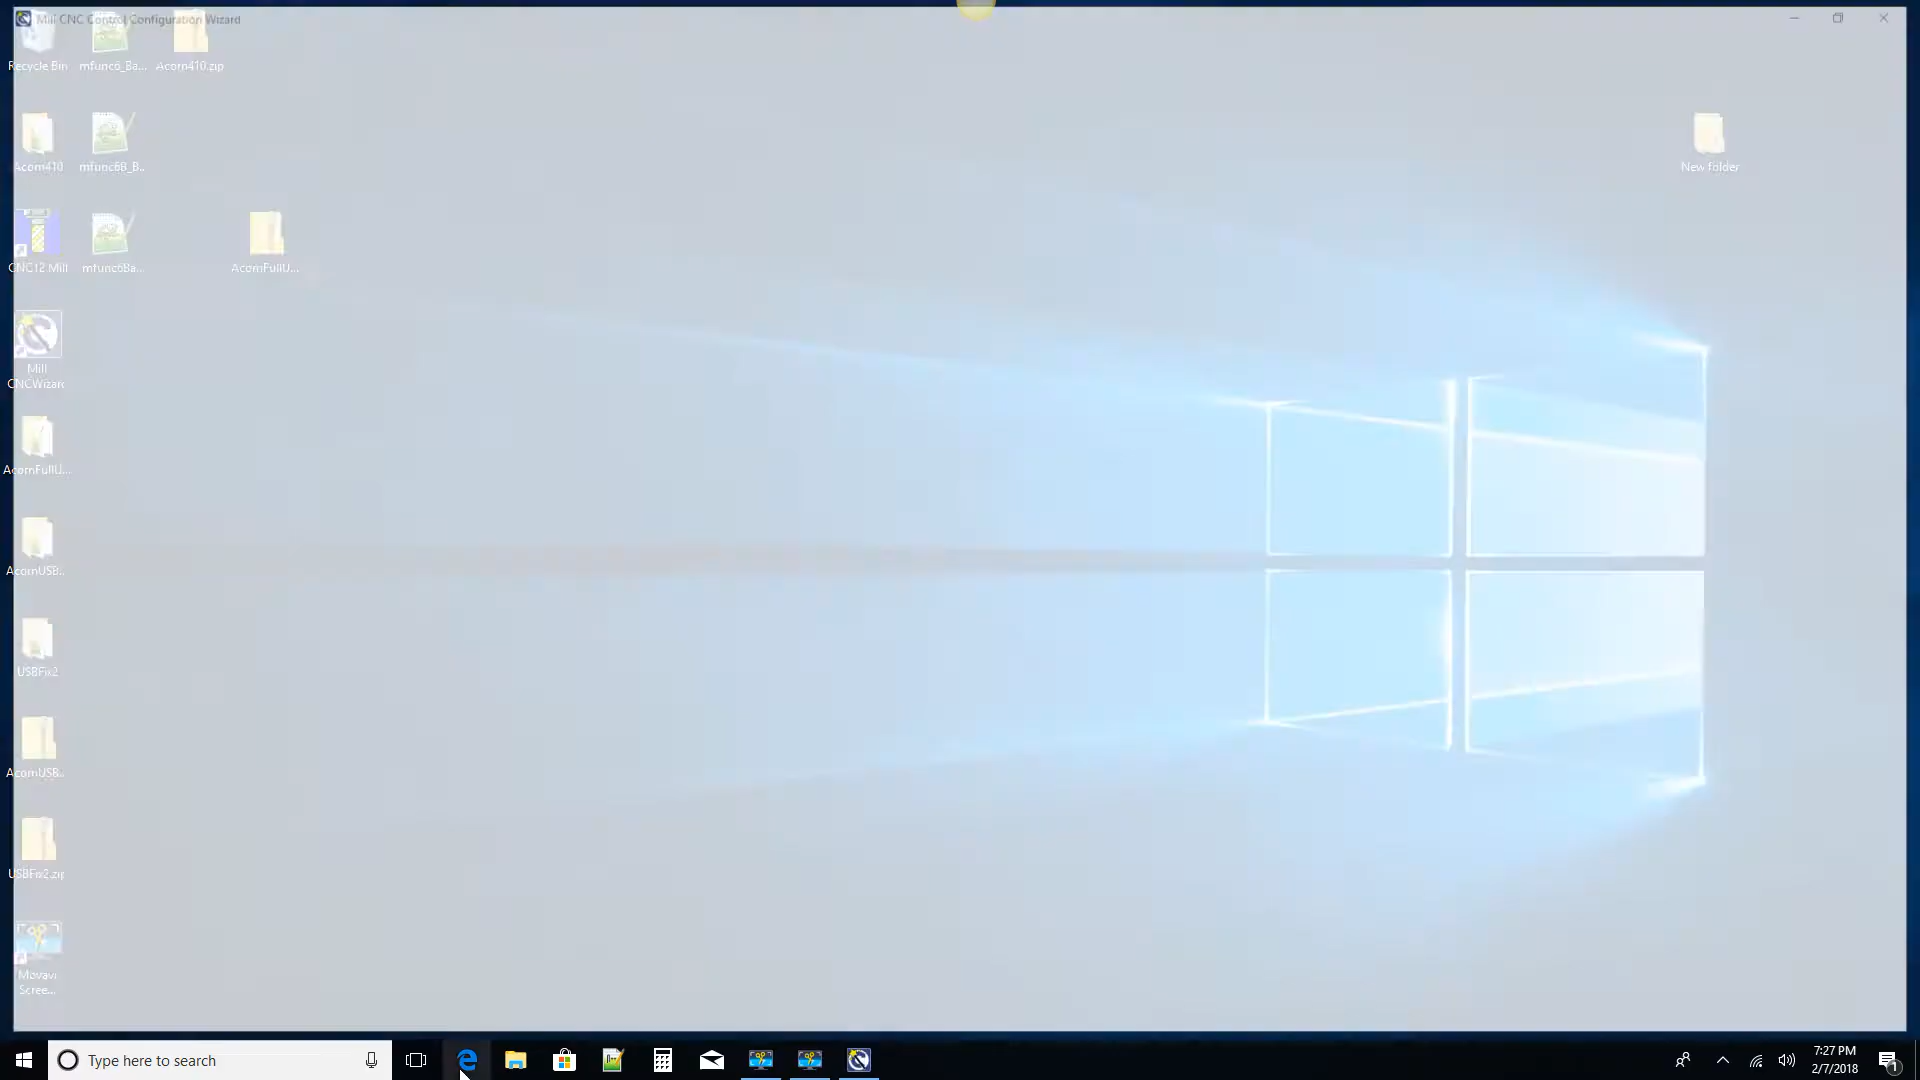 Mill CNC Control Configuration Wizard
Recycle Bin
mfunc6_Ba...
Acorn410.zip
Acorn410
mfunc6B_B...
New folder
CNC12 Mill
mfunc6Ba...
AcornFullU...
Mill
CNCWizard
AcornFullU...
AcornUSB...
USBFix2
AcornUSB...
USBFix2.zip
Movavi
Scree...
Type here to search
7:27 PM
2/7/2018
1